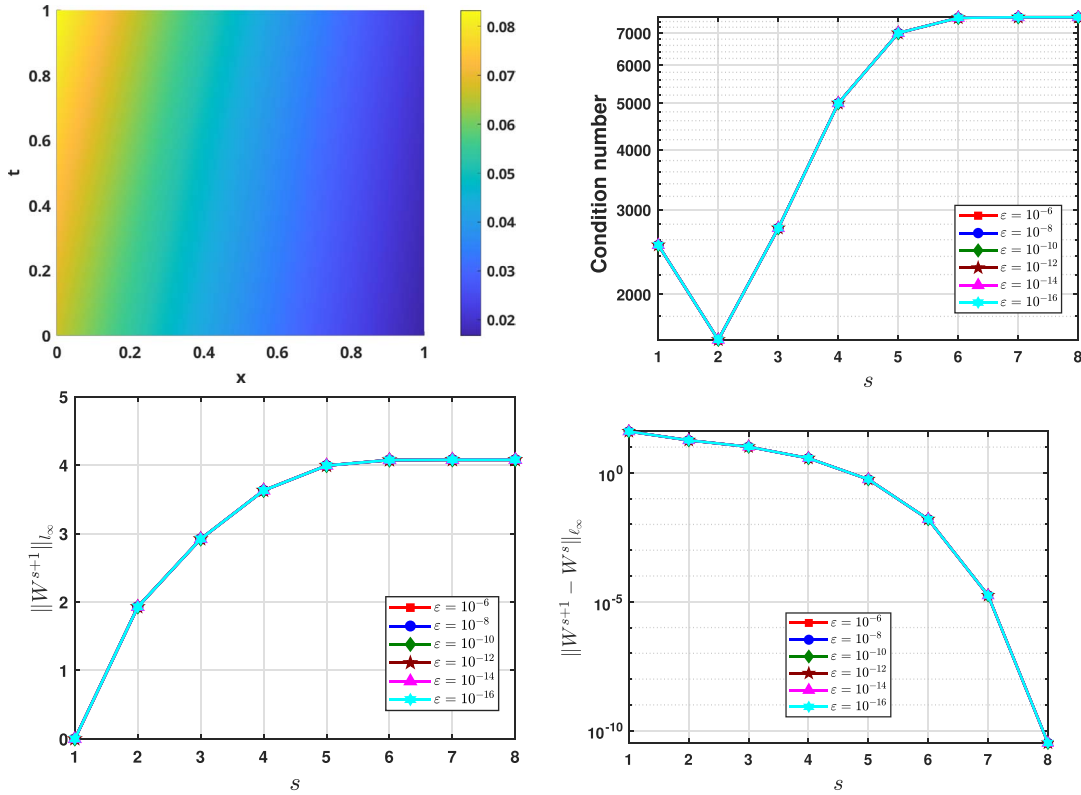 1
0.8
0.6
0.4
0.2
0
t
0 0.2 0.4 0.6 0.8 1
x
0.08
0.07
0.06
0.05
0.04
0.03
0.02
7000
6000
5000
4000
3000
2000
Condition number
1 2 3 4 5 6 7 8
s
ε = 10⁻⁶
ε = 10⁻⁸
ε = 10⁻¹⁰
ε = 10⁻¹²
ε = 10⁻¹⁴
ε = 10⁻¹⁶
5
4
3
2
1
0
||W^{s+1}||_{l_∞}
1 2 3 4 5 6 7 8
s
ε = 10⁻⁶
ε = 10⁻⁸
ε = 10⁻¹⁰
ε = 10⁻¹²
ε = 10⁻¹⁴
ε = 10⁻¹⁶
10⁰
10⁻⁵
10⁻¹⁰
||W^{s+1} − W^s||_{ℓ_∞}
1 2 3 4 5 6 7 8
s
ε = 10⁻⁶
ε = 10⁻⁸
ε = 10⁻¹⁰
ε = 10⁻¹²
ε = 10⁻¹⁴
ε = 10⁻¹⁶